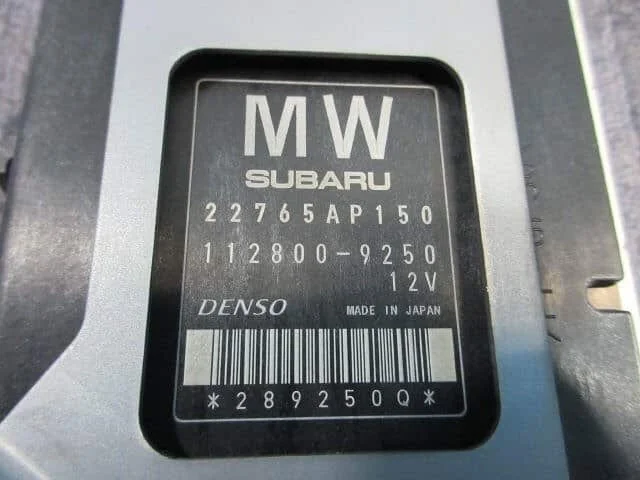 MW
SUBARU
22765AP150
112800-9250
12V
DENSO MADE IN JAPAN
*289250Q*